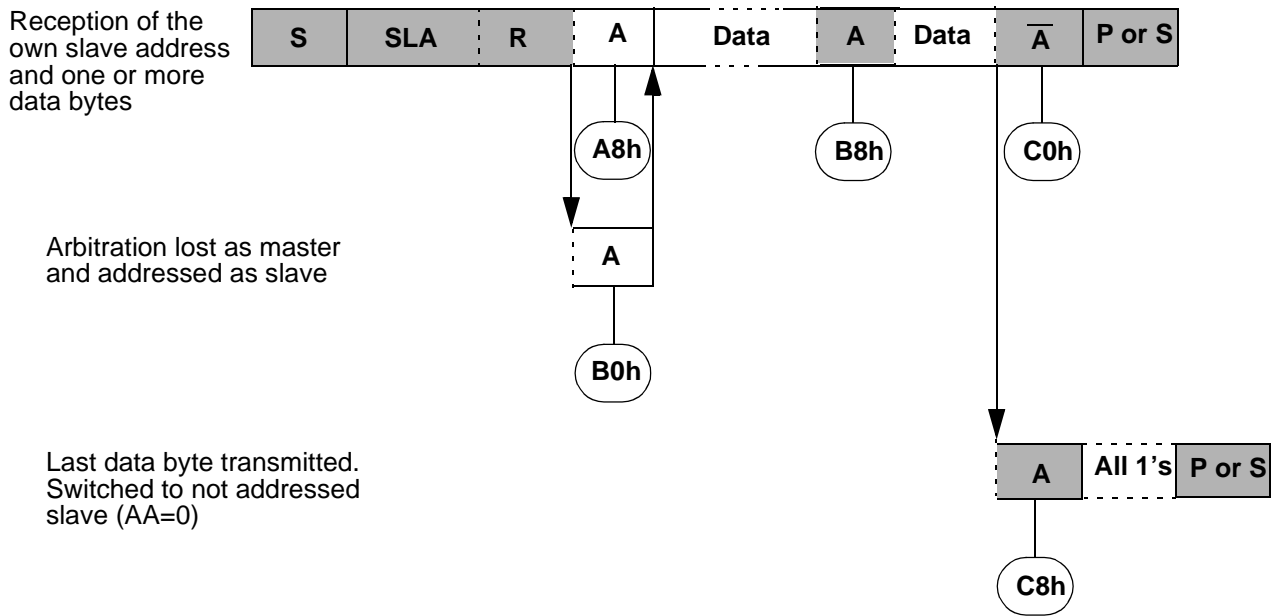 Reception of the
own slave address
and one or more
data bytes
S SLA R A Data A Data A̅ P or S
A8h B8h C0h
Arbitration lost as master
and addressed as slave
A
B0h
Last data byte transmitted.
Switched to not addressed
slave (AA=0)
A All 1's P or S
C8h